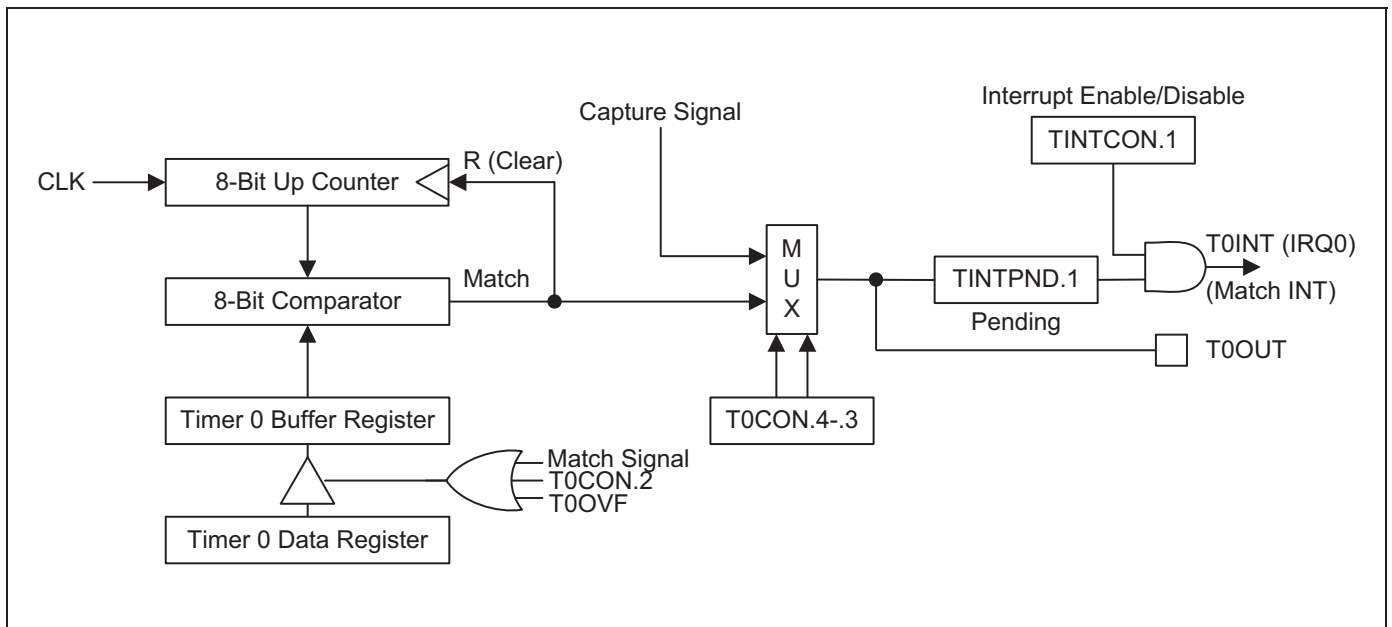 Interrupt Enable/Disable
Capture Signal
TINTCON.1
R (Clear)
CLK
8-Bit Up Counter
M
U
X
T0INT (IRQ0)
Match
TINTPND.1
(Match INT)
8-Bit Comparator
Pending
T0OUT
Timer 0 Buffer Register
T0CON.4-.3
Match Signal
T0CON.2
T0OVF
Timer 0 Data Register